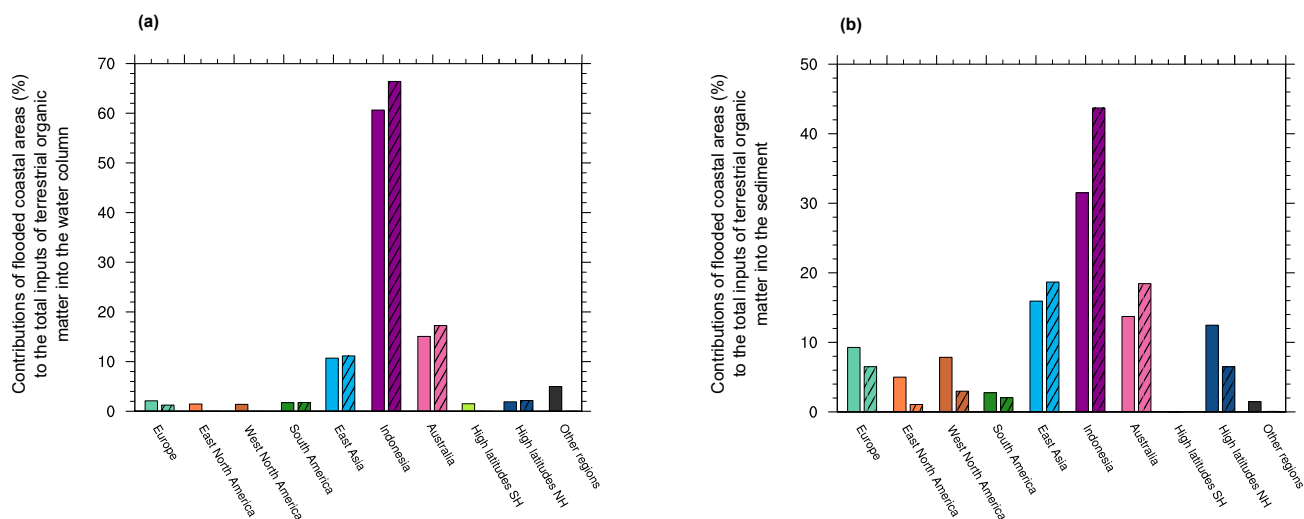 (a)
Contributions of flooded coastal areas (%)
to the total inputs of terrestrial organic
matter into the water column
70
60
50
40
30
20
10
0
Europe
East North America
West North America
South America
East Asia
Indonesia
Australia
High latitudes SH
High latitudes NH
Other regions
(b)
Contributions of flooded coastal areas (%)
to the total inputs of terrestrial organic
matter into the sediment
50
40
30
20
10
0
Europe
East North America
West North America
South America
East Asia
Indonesia
Australia
High latitudes SH
High latitudes NH
Other regions